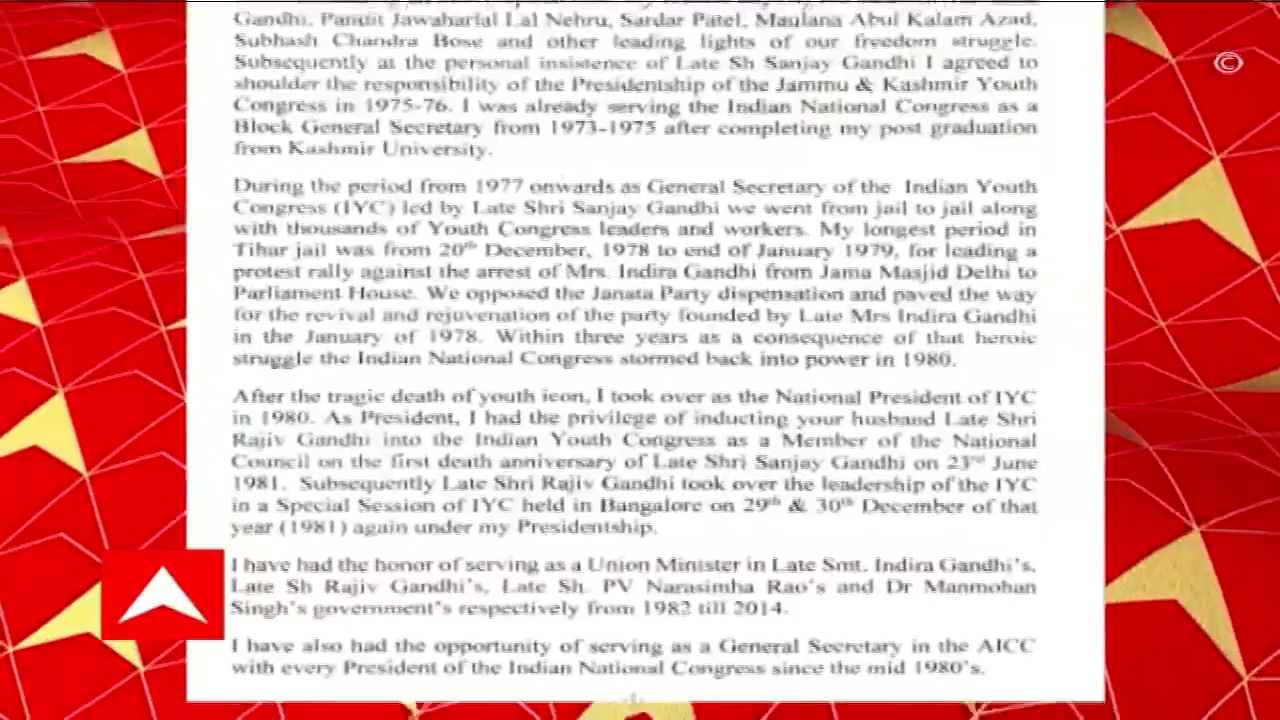 Gandhi, Pandit Jawaharlal Lal Nehru, Sardar Patel, Maulana Abul Kalam Azad,
Subhash Chandra Bose and other leading lights of our freedom struggle.
Subsequently at the personal insistence of Late Sh Sanjay Gandhi I agreed to
shoulder the responsibility of the Presidentship of the Jammu & Kashmir Youth
Congress in 1975-76. I was already serving the Indian National Congress as a
Block General Secretary from 1973-1975 after completing my post graduation
from Kashmir University.
During the period from 1977 onwards as General Secretary of the Indian Youth
Congress (IYC) led by Late Shri Sanjay Gandhi we went from jail to jail along
with thousands of Youth Congress leaders and workers. My longest period in
Tihar jail was from 20th December, 1978 to end of January 1979, for leading a
protest rally against the arrest of Mrs. Indira Gandhi from Jama Masjid Delhi to
Parliament House. We opposed the Janata Party dispensation and paved the way
for the revival and rejuvenation of the party founded by Late Mrs Indira Gandhi
in the January of 1978. Within three years as a consequence of that heroic
struggle the Indian National Congress stormed back into power in 1980.
After the tragic death of youth icon, I took over as the National President of IYC
in 1980. As President, I had the privilege of inducting your husband Late Shri
Rajiv Gandhi into the Indian Youth Congress as a Member of the National
Council on the first death anniversary of Late Shri Sanjay Gandhi on 23rd June
1981. Subsequently Late Shri Rajiv Gandhi took over the leadership of the IYC
in a Special Session of IYC held in Bangalore on 29th & 30th December of that
year (1981) again under my Presidentship.
I have had the honor of serving as a Union Minister in Late Smt. Indira Gandhi's,
Late Sh Rajiv Gandhi's, Late Sh. PV Narasimha Rao's and Dr Manmohan
Singh's government's respectively from 1982 till 2014.
I have also had the opportunity of serving as a General Secretary in the AICC
with every President of the Indian National Congress since the mid 1980's.
©